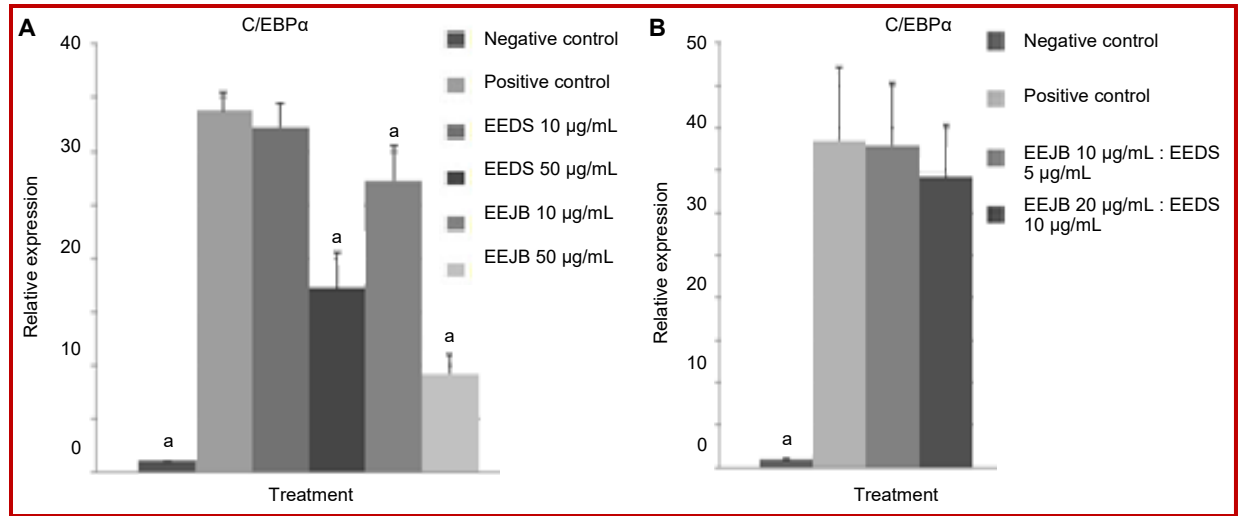 A
C/EBPα
40
30
20
10
0
Relative expression
a
a
a
a
Treatment
Negative control
Positive control
EEDS 10 µg/mL
EEDS 50 µg/mL
EEJB 10 µg/mL
EEJB 50 µg/mL
B
C/EBPα
50
40
30
20
10
0
Relative expression
a
Treatment
Negative control
Positive control
EEJB 10 µg/mL : EEDS
5 µg/mL
EEJB 20 µg/mL : EEDS
10 µg/mL